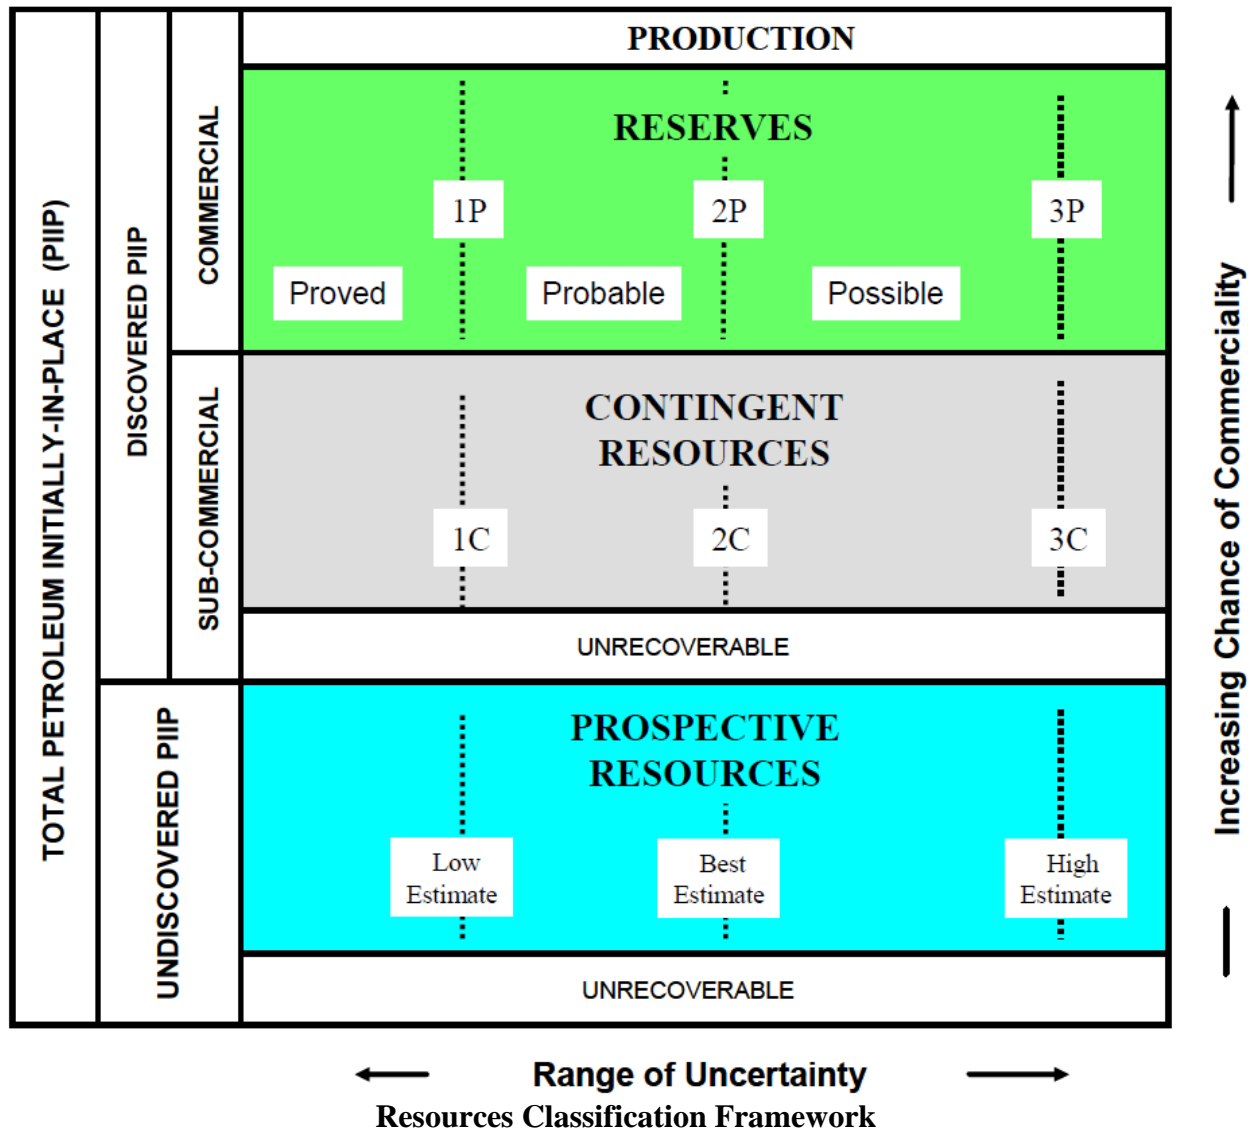 TOTAL PETROLEUM INITIALLY-IN-PLACE (PIIP)
DISCOVERED PIIP
COMMERCIAL
PRODUCTION
RESERVES
1P 2P 3P
Proved Probable Possible
SUB-COMMERCIAL
CONTINGENT
RESOURCES
1C 2C 3C
UNRECOVERABLE
UNDISCOVERED PIIP
PROSPECTIVE
RESOURCES
Low Best High
Estimate Estimate Estimate
UNRECOVERABLE
Increasing Chance of Commerciality
Range of Uncertainty
Resources Classification Framework